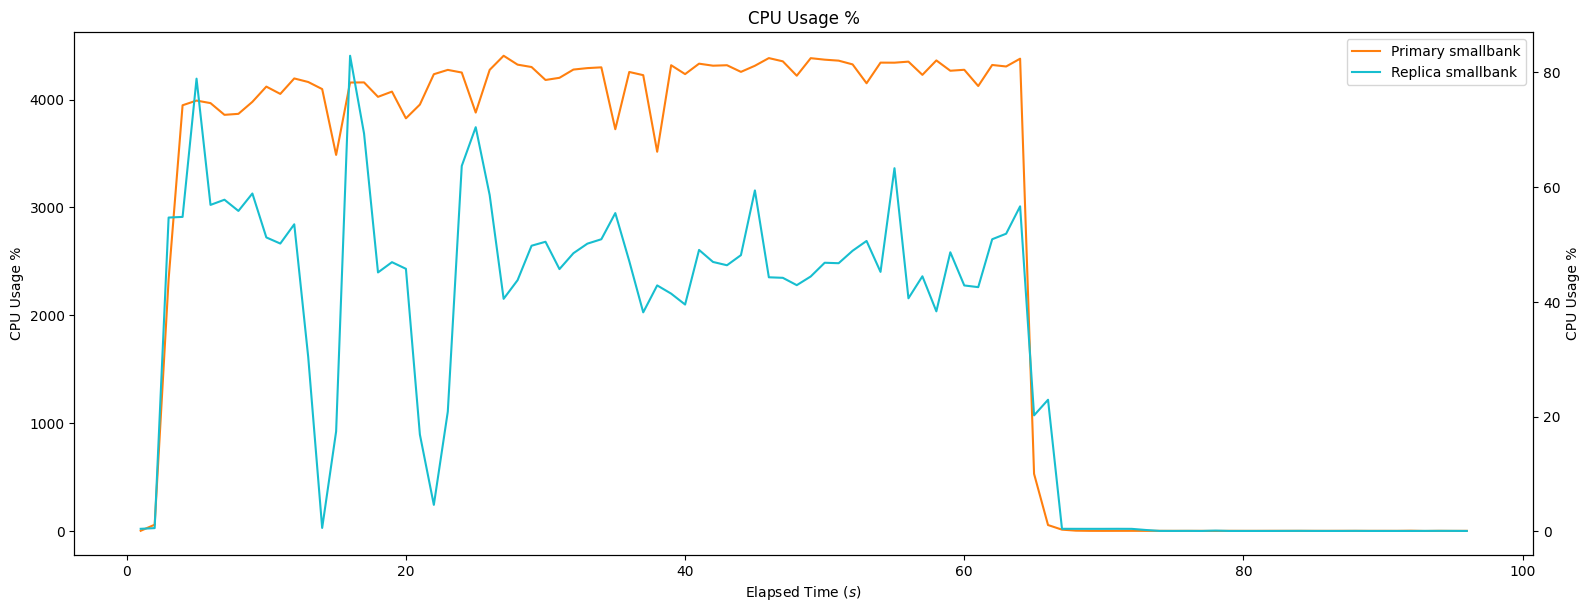 CPU Usage %
Primary smallbank
Replica smallbank
CPU Usage %
4000
3000
2000
1000
0
80
60
40
20
0
CPU Usage %
0
20
40
60
80
100
Elapsed Time (s)